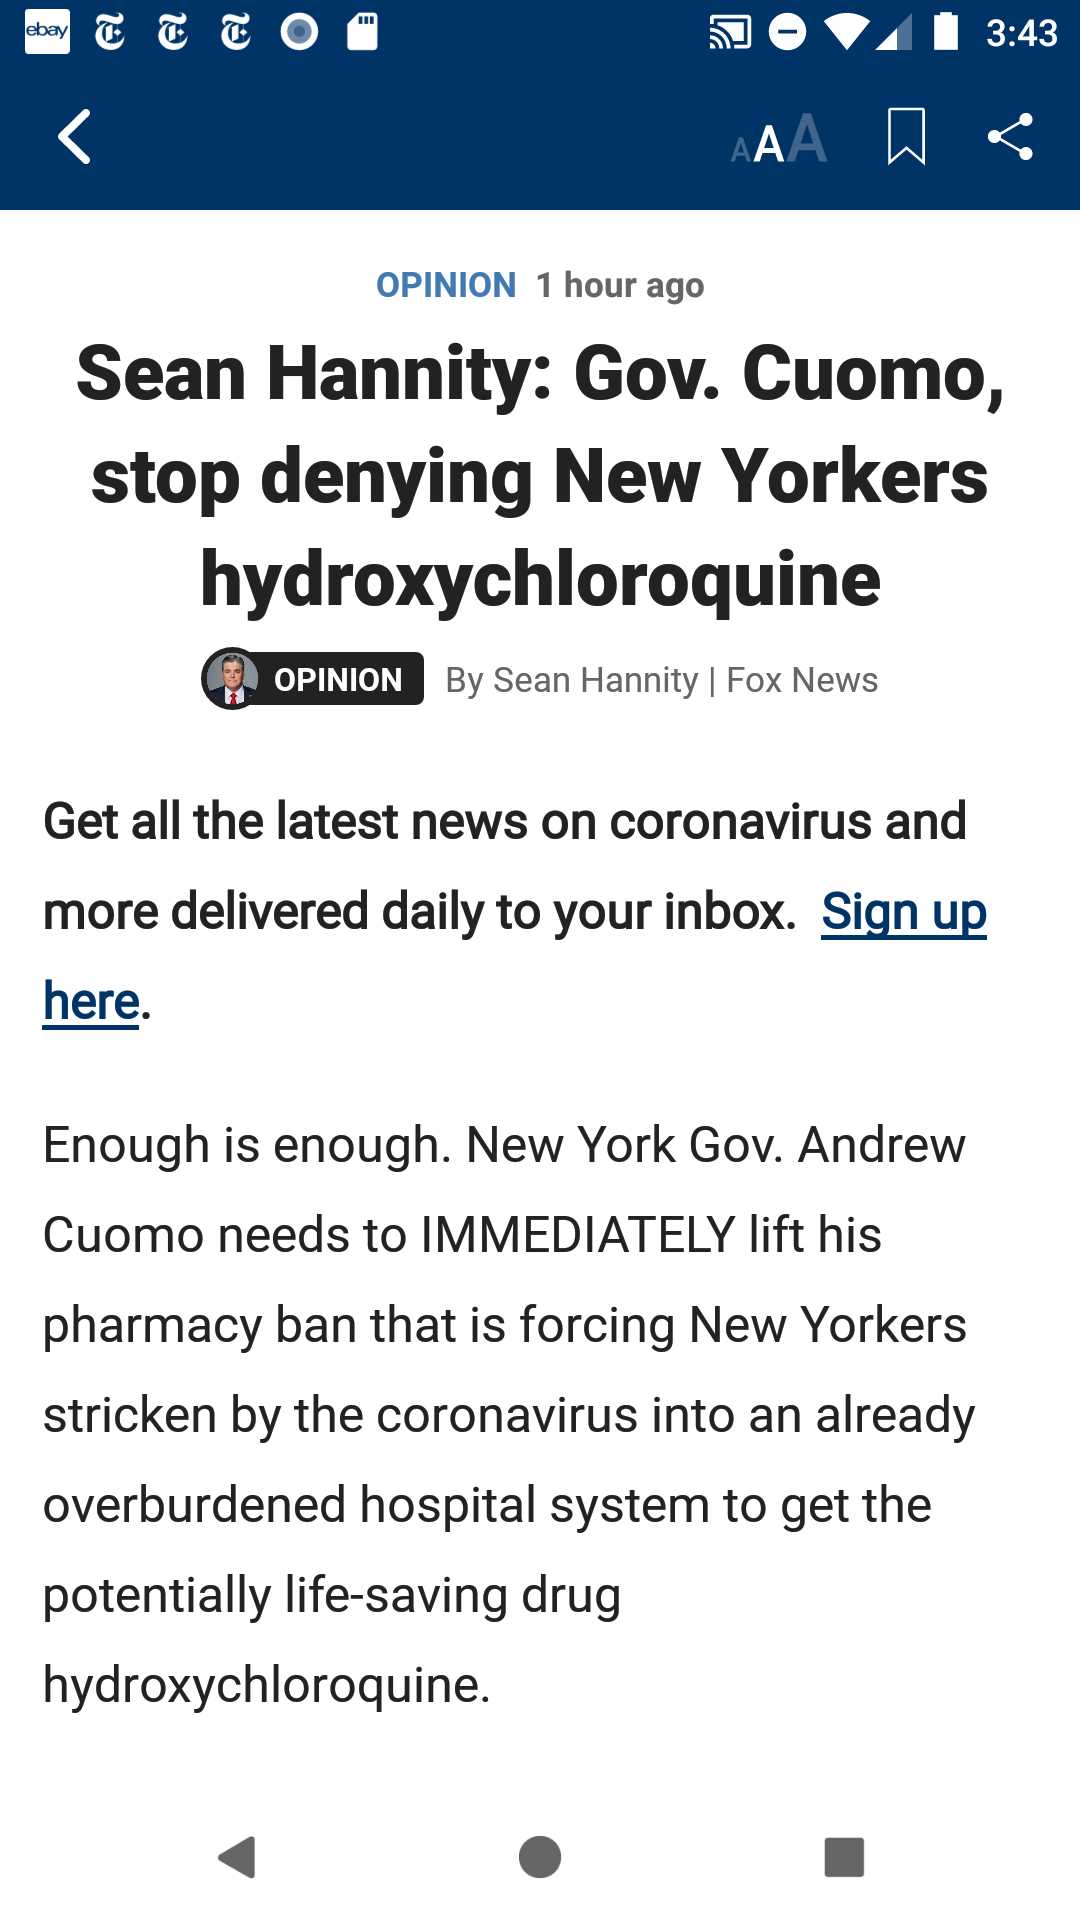 ebay 3:43
A A A
OPINION 1 hour ago
Sean Hannity: Gov. Cuomo,
stop denying New Yorkers
hydroxychloroquine
OPINION By Sean Hannity | Fox News
Get all the latest news on coronavirus and
more delivered daily to your inbox. Sign up
here.
Enough is enough. New York Gov. Andrew
Cuomo needs to IMMEDIATELY lift his
pharmacy ban that is forcing New Yorkers
stricken by the coronavirus into an already
overburdened hospital system to get the
potentially life-saving drug
hydroxychloroquine.